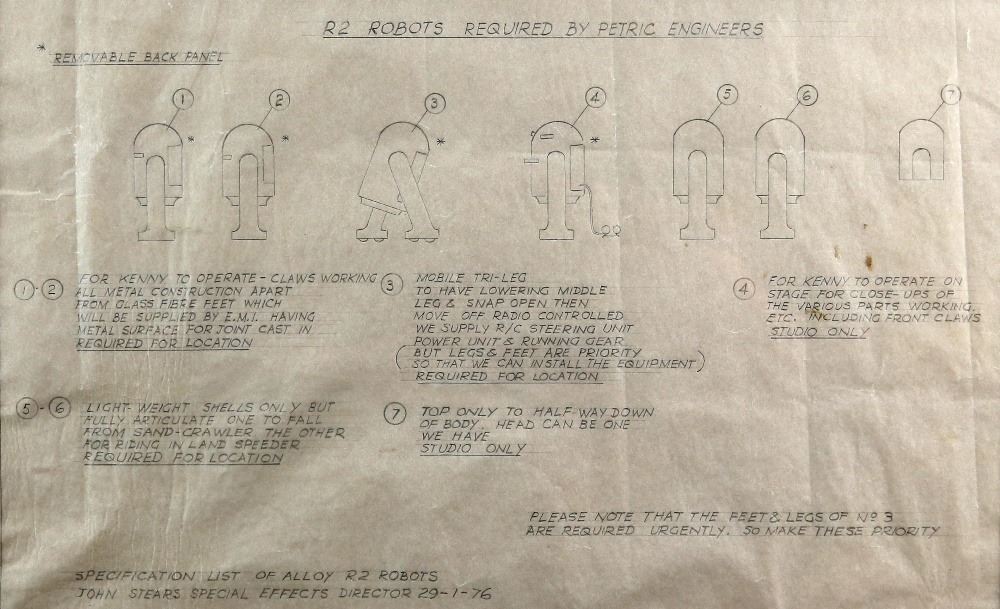 R2 ROBOTS REQUIRED BY PETRIC ENGINEERS
* REMOVABLE BACK PANEL
1 2 3 4 5 6 7
* * * *
1-2 FOR KENNY TO OPERATE - CLAWS WORKING
ALL METAL CONSTRUCTION APART
FROM GLASS FIBRE FEET WHICH
WILL BE SUPPLIED BY E.M.I. HAVING
METAL SURFACE FOR JOINT CAST IN
REQUIRED FOR LOCATION
3 MOBILE TRI-LEG
TO HAVE LOWERING MIDDLE
LEG & SNAP OPEN THEN
MOVE OFF RADIO CONTROLLED
WE SUPPLY R/C STEERING UNIT
POWER UNIT & RUNNING GEAR
(BUT LEGS & FEET ARE PRIORITY
SO THAT WE CAN INSTALL THE EQUIPMENT)
REQUIRED FOR LOCATION
4 FOR KENNY TO OPERATE ON
STAGE FOR CLOSE-UPS OF
THE VARIOUS PARTS WORKING.
ETC. INCLUDING FRONT CLAWS
STUDIO ONLY
5-6 LIGHT-WEIGHT SHELLS ONLY BUT
FULLY ARTICULATE ONE TO FALL
FROM SAND-CRAWLER THE OTHER
FOR RIDING IN LAND SPEEDER
REQUIRED FOR LOCATION
7 TOP ONLY TO HALF-WAY DOWN
OF BODY. HEAD CAN BE ONE
WE HAVE
STUDIO ONLY
PLEASE NOTE THAT THE FEET & LEGS OF Nº 3
ARE REQUIRED URGENTLY. SO MAKE THESE PRIORITY
SPECIFICATION LIST OF ALLOY R2 ROBOTS
JOHN STEARS SPECIAL EFFECTS DIRECTOR 29-1-76